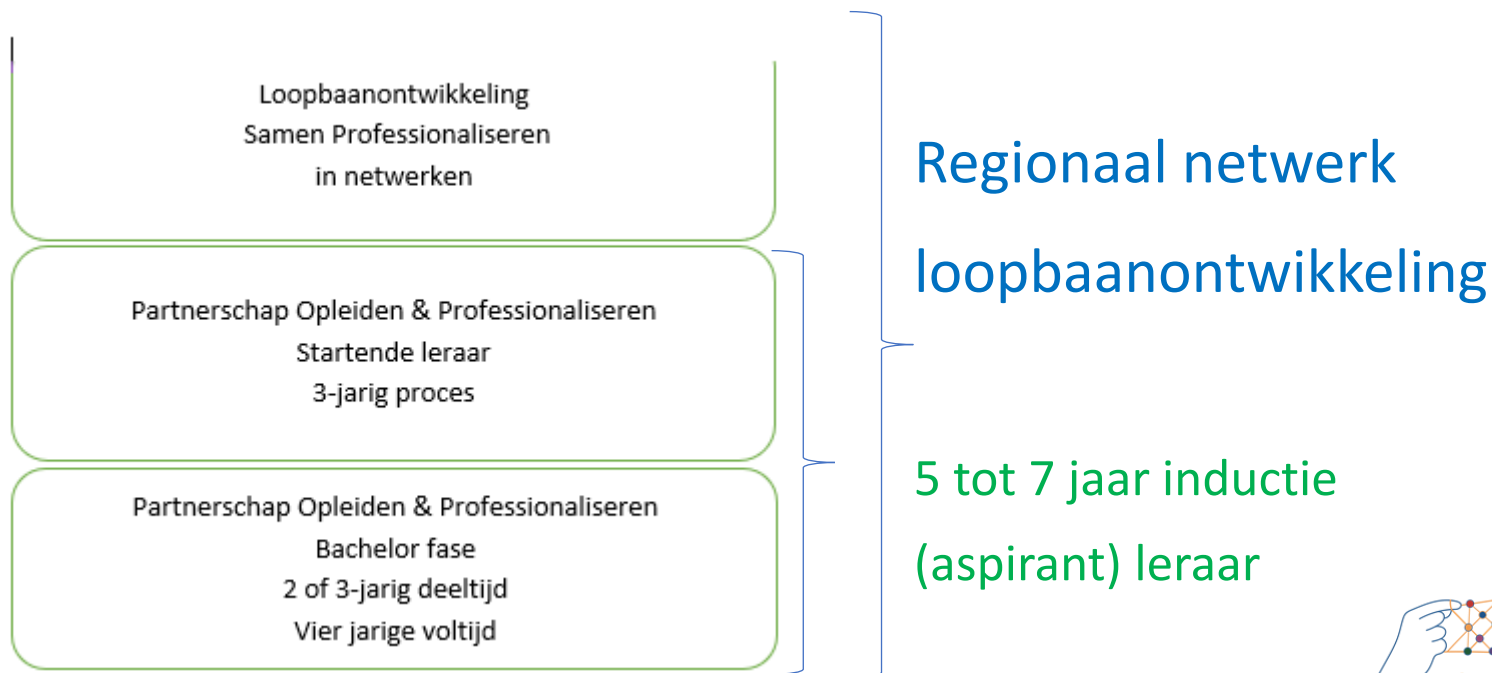 Loopbaanontwikkeling
Samen Professionaliseren
in netwerken
Partnerschap Opleiden & Professionaliseren
Startende leraar
3-jarig proces
Partnerschap Opleiden & Professionaliseren
Bachelor fase
2 of 3-jarig deeltijd
Vier jarige voltijd
Regionaal netwerk
loopbaanontwikkeling
5 tot 7 jaar inductie
(aspirant) leraar